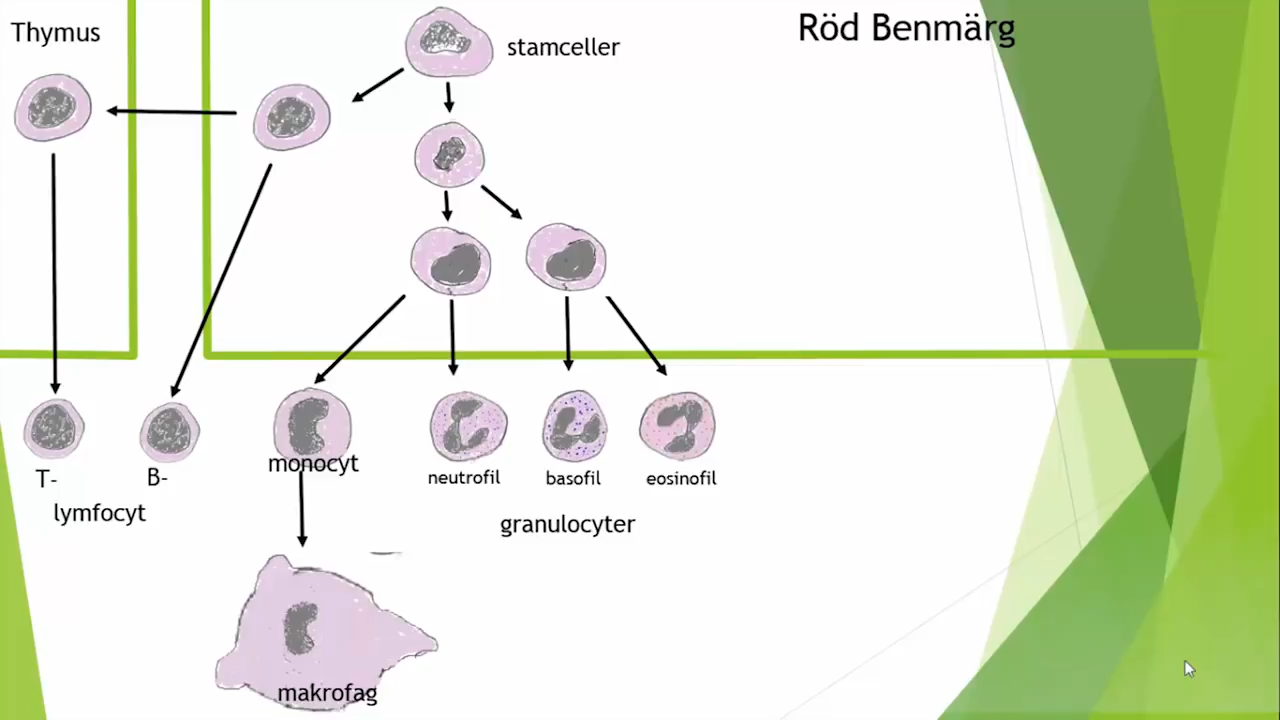 Thymus
stamceller
Röd Benmärg
T-
B-
lymfocyt
monocyt
neutrofil
basofil
eosinofil
granulocyter
makrofag